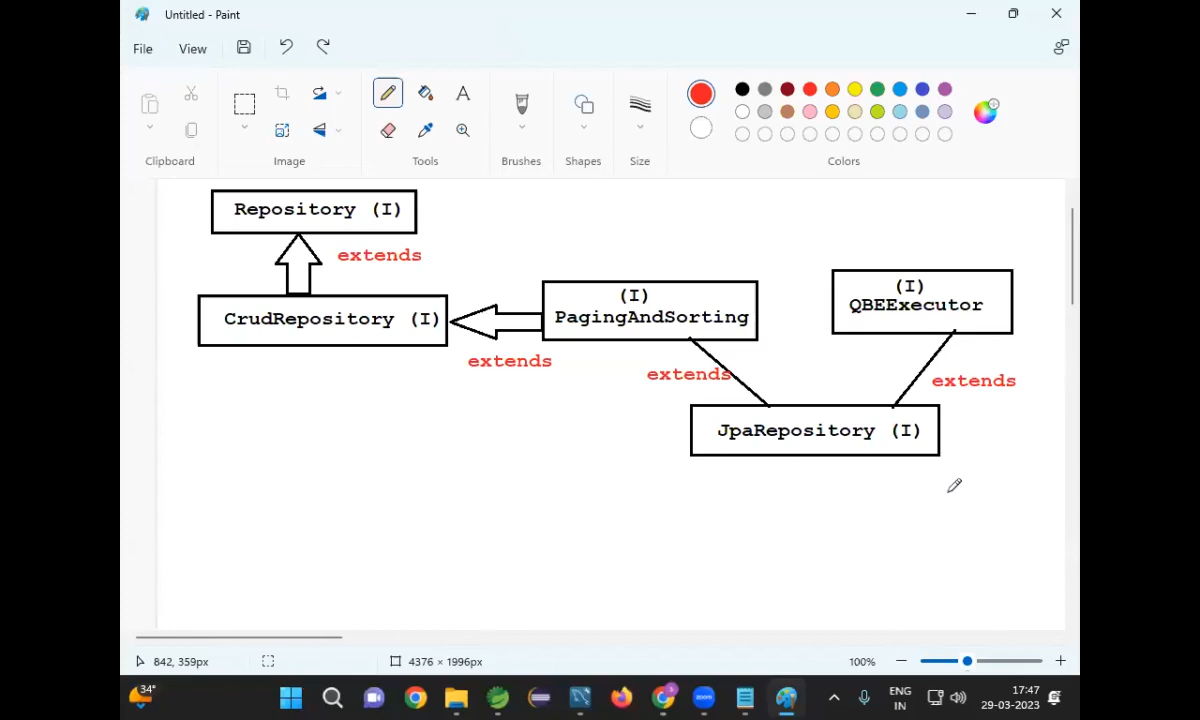 Untitled - Paint
File
View
Clipboard
Image
Tools
Brushes
Shapes
Size
Colors
Repository (I)
extends
CrudRepository (I)
extends
(I)
PagingAndSorting
(I)
QBEExecutor
extends
extends
JpaRepository (I)
842, 359px
4376 × 1996px
100%
34°
zoom
ENG
IN
17:47
29-03-2023